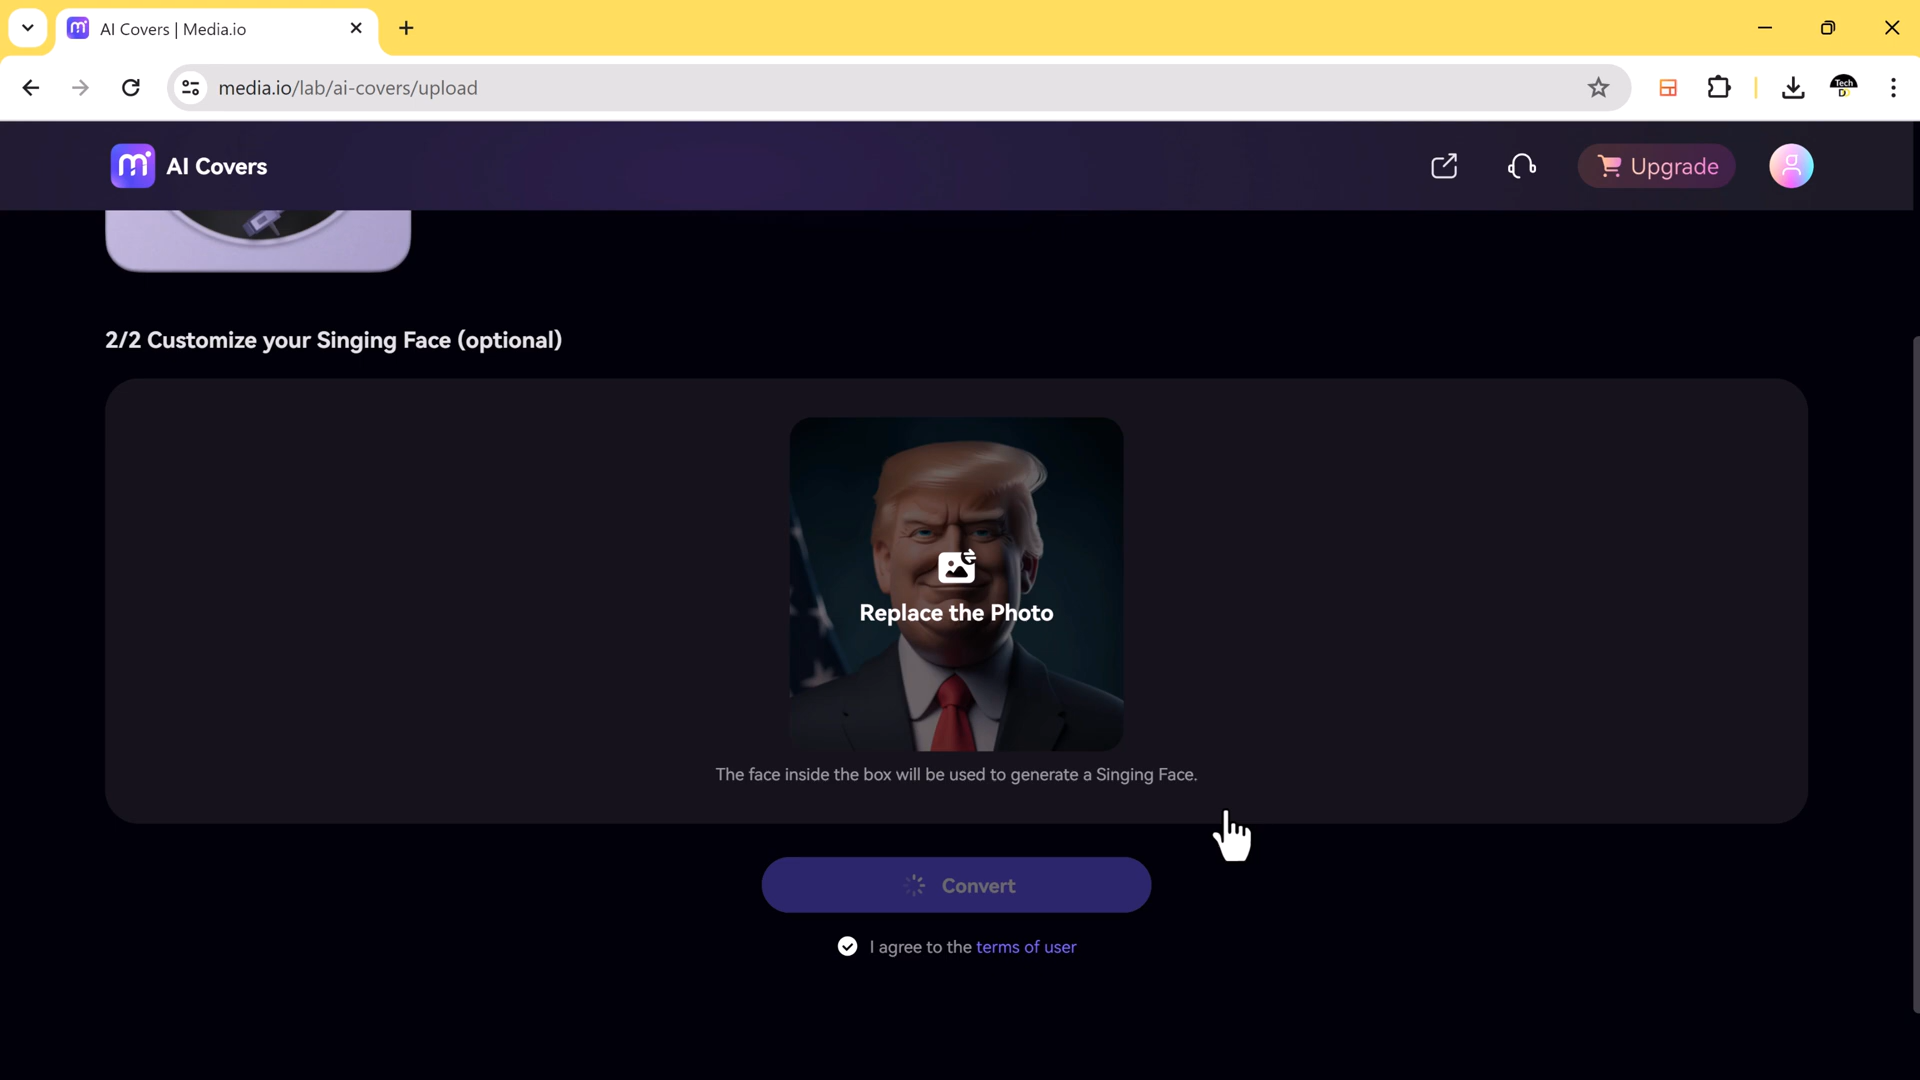 AI Covers | Media.io
media.io/lab/ai-covers/upload
Tech
D
AI Covers
Upgrade
2/2 Customize your Singing Face (optional)
Replace the Photo
The face inside the box will be used to generate a Singing Face.
Convert
I agree to the terms of user